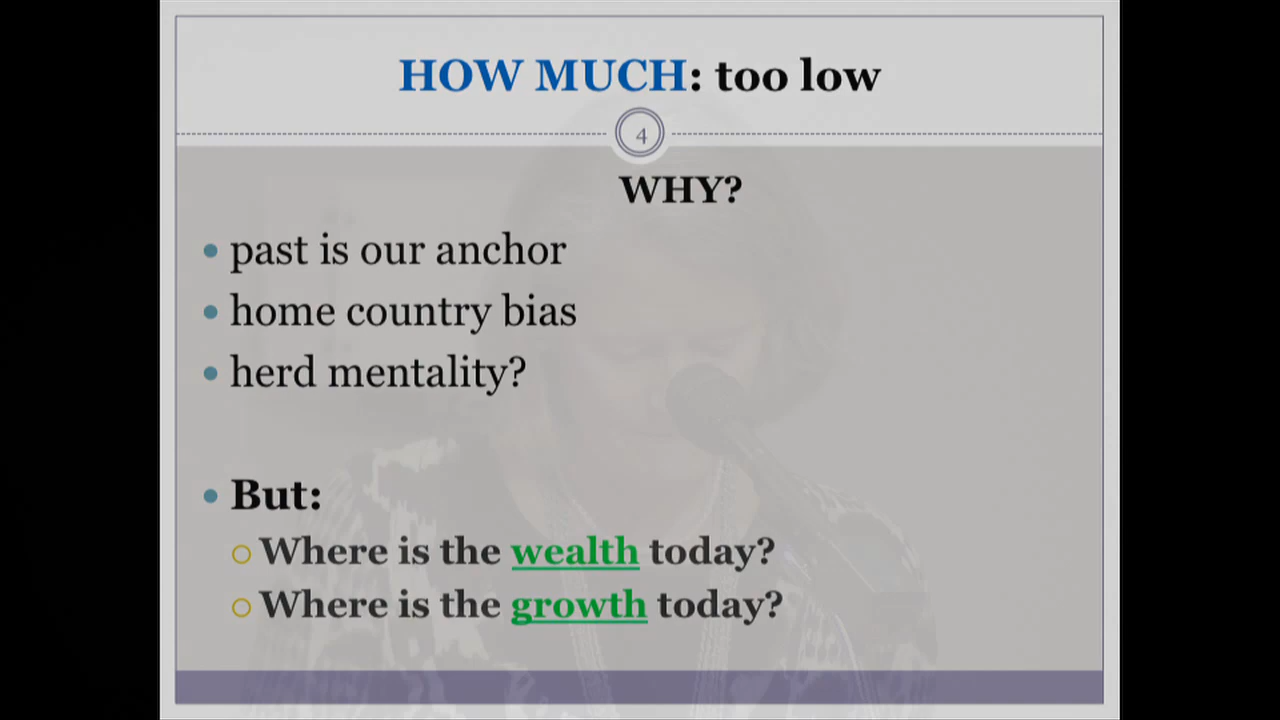 HOW MUCH: too low
4
WHY?
past is our anchor
home country bias
herd mentality?
But:
Where is the wealth today?
Where is the growth today?